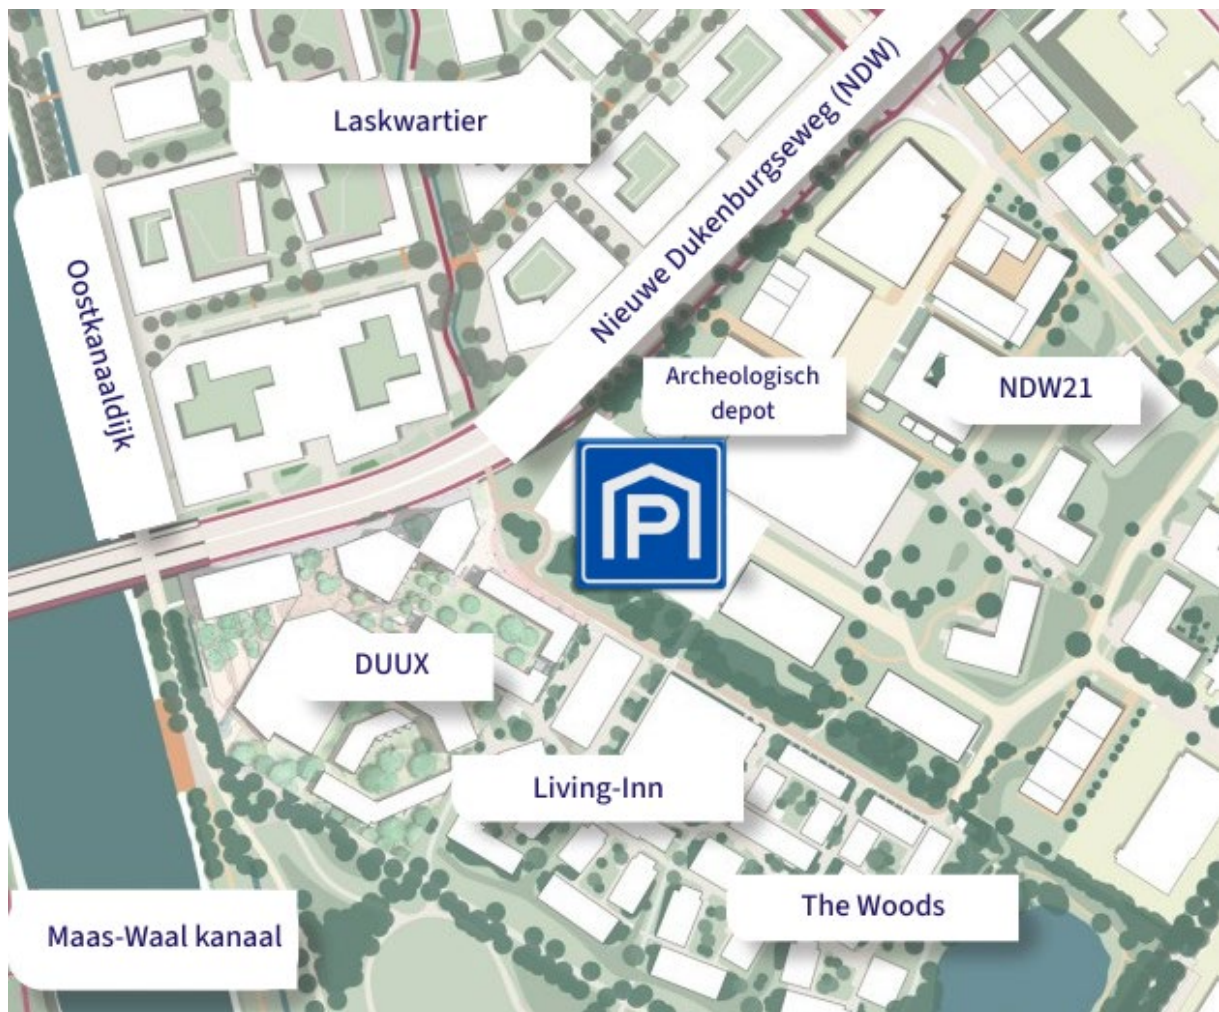 Laskwartier
Nieuwe Dukenburgseweg (NDW)
Oostkanaaldijk
Archeologisch
depot
NDW21
P
DUUX
Living-Inn
The Woods
Maas-Waal kanaal